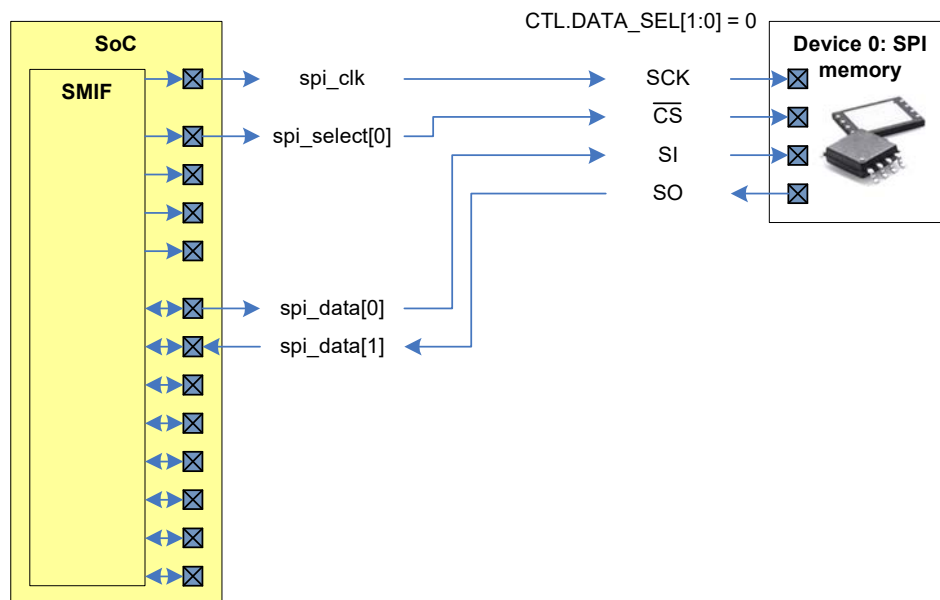 CTL.DATA_SEL[1:0] = 0
SoC
SMIF
Device 0: SPI
memory
spi_clk
SCK
spi_select[0]
CS
SI
SO
spi_data[0]
spi_data[1]